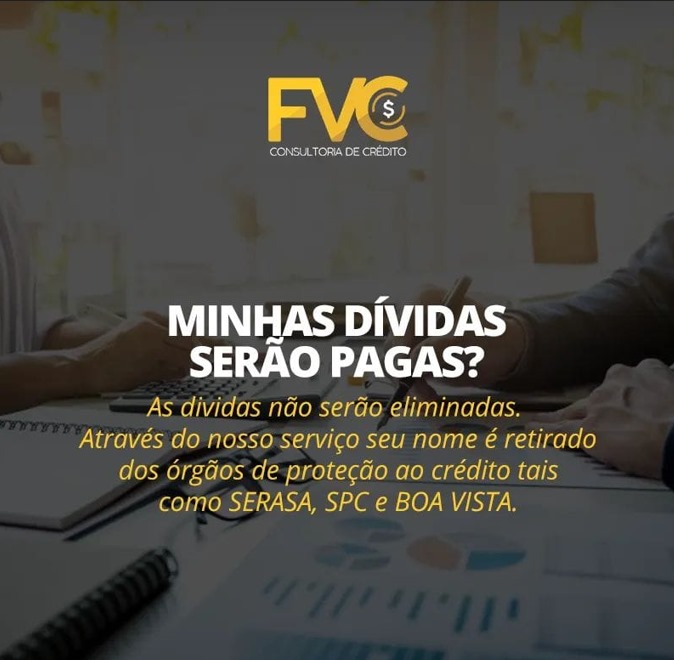 FVC
$
CONSULTORIA DE CRÉDITO
MINHAS DÍVIDAS
SERÃO PAGAS?
As dividas não serão eliminadas.
Através do nosso serviço seu nome é retirado
dos órgãos de proteção ao crédito tais
como SERASA, SPC e BOA VISTA.